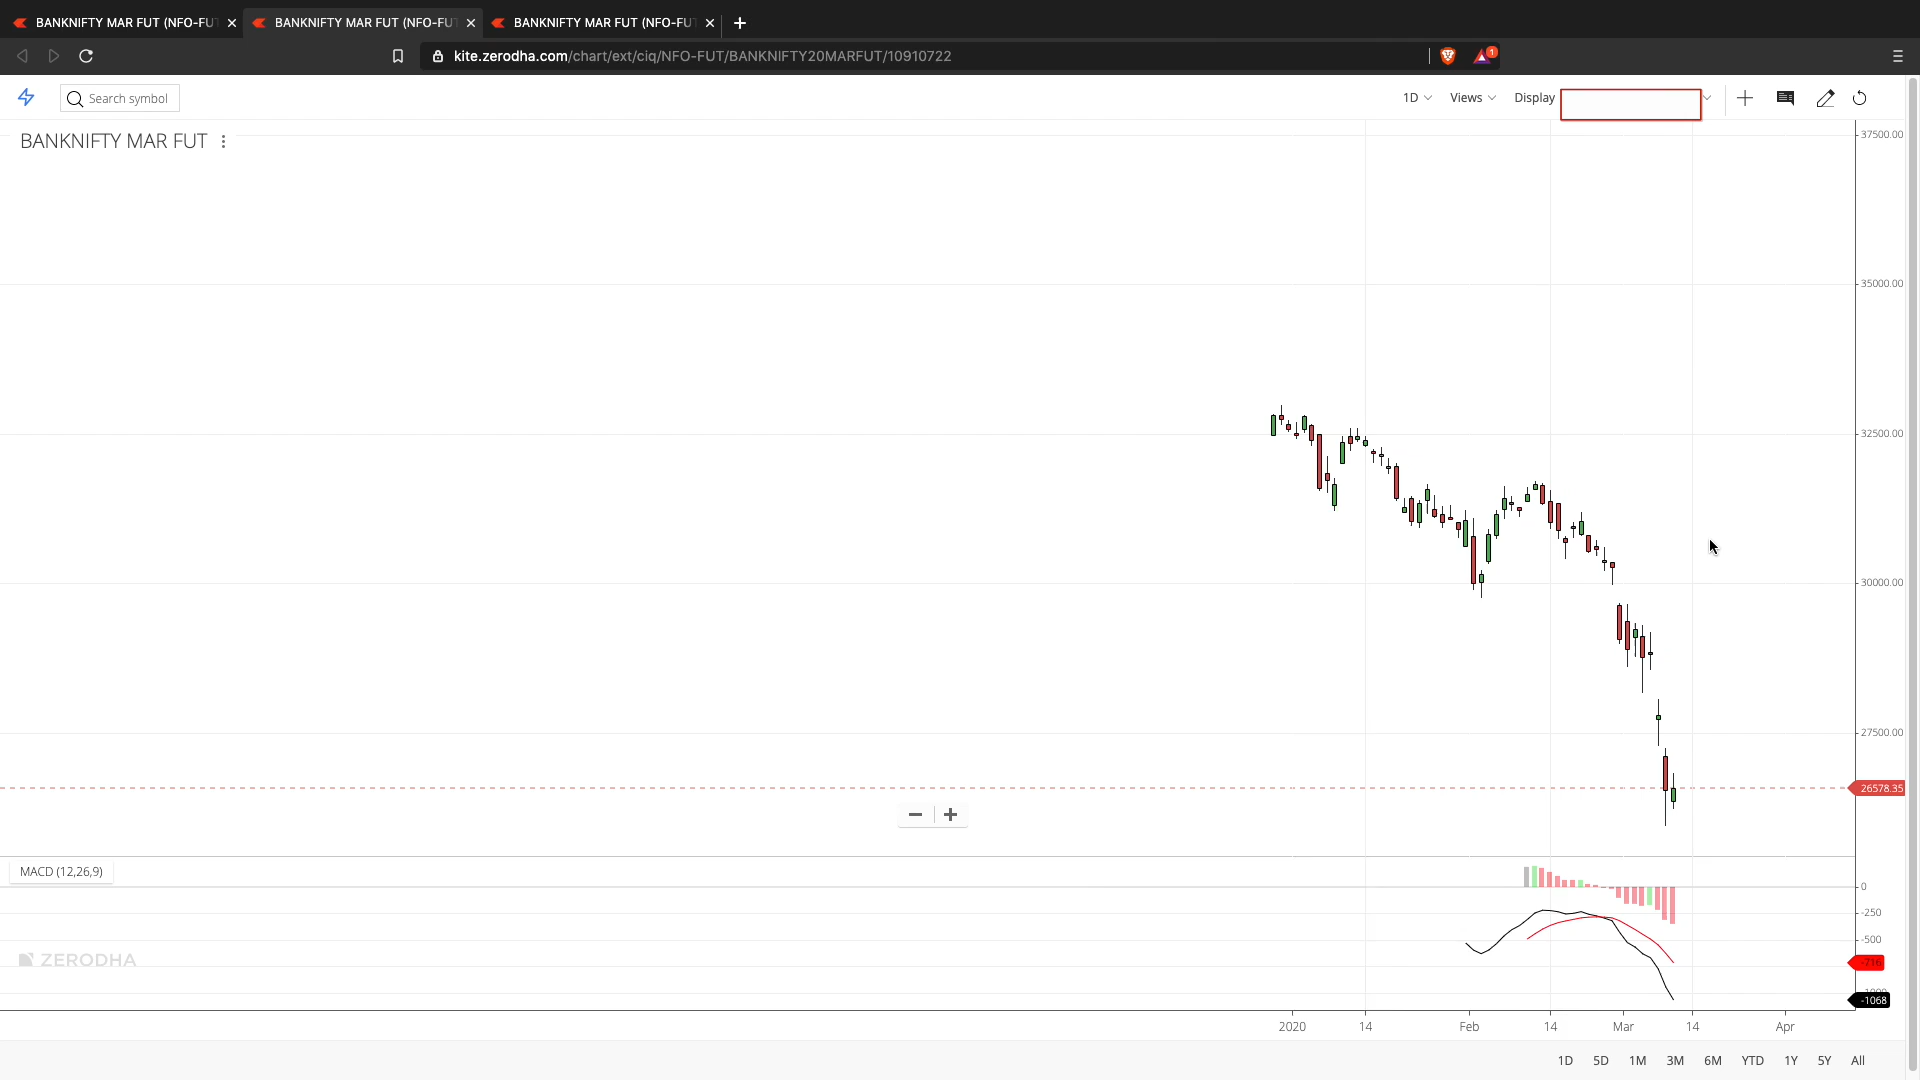 BANKNIFTY MAR FUT (NFO-FU
BANKNIFTY MAR FUT (NFO-FU
BANKNIFTY MAR FUT (NFO-FU
kite.zerodha.com/chart/ext/ciq/NFO-FUT/BANKNIFTY20MARFUT/10910722
1
Search symbol
1D
Views
Display
BANKNIFTY MAR FUT
37500.00
35000.00
32500.00
30000.00
27500.00
26578.35
MACD (12,26,9)
0
-250
-500
-716
-1000
-1068
ZERODHA
2020
14
Feb
14
Mar
14
Apr
1D
5D
1M
3M
6M
YTD
1Y
5Y
All